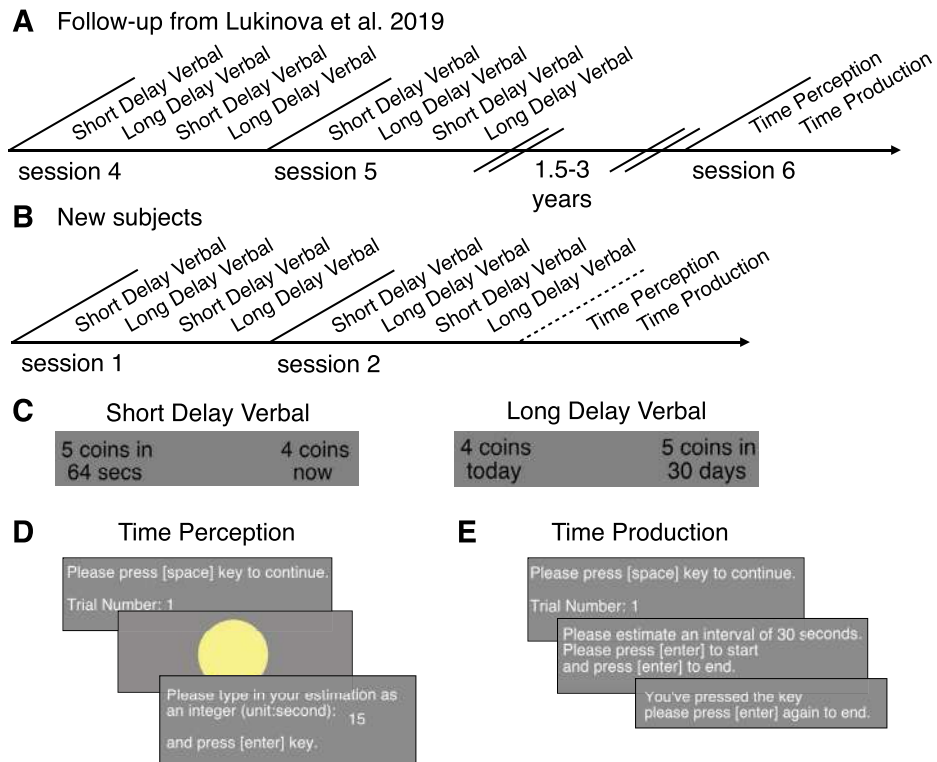 A Follow-up from Lukinova et al. 2019
Short Delay Verbal
Long Delay Verbal
Short Delay Verbal
Long Delay Verbal
Short Delay Verbal
Long Delay Verbal
Short Delay Verbal
Long Delay Verbal
Time Perception
Time Production
session 4
session 5
1.5-3
years
session 6
B New subjects
Short Delay Verbal
Long Delay Verbal
Short Delay Verbal
Long Delay Verbal
Short Delay Verbal
Long Delay Verbal
Short Delay Verbal
Long Delay Verbal
Time Perception
Time Production
session 1
session 2
C
Short Delay Verbal
5 coins in
64 secs
4 coins
now
Long Delay Verbal
4 coins
today
5 coins in
30 days
D Time Perception
Please press [space] key to continue.
Trial Number: 1
Please type in your estimation as
an integer (unit:second): 15
and press [enter] key.
E Time Production
Please press [space] key to continue.
Trial Number: 1
Please estimate an interval of 30 seconds.
Please press [enter] to start
and press [enter] to end.
You've pressed the key
please press [enter] again to end.